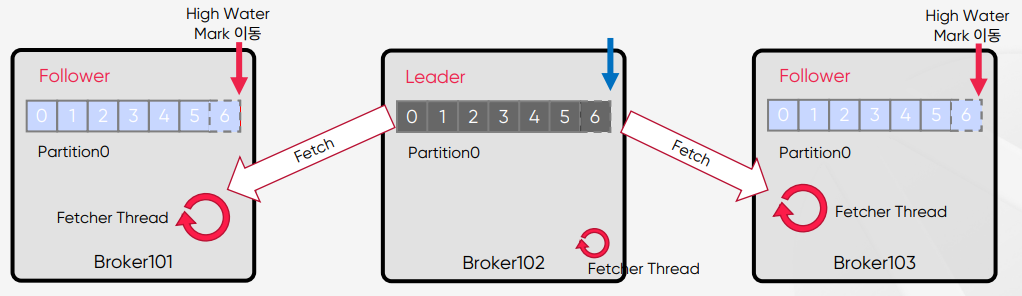 High Water
Mark 이동
Follower
0 1 2 3 4 5 6
Partition0
Fetcher Thread
Broker101
Fetch
Leader
0 1 2 3 4 5 6
Partition0
Broker102
Fetcher Thread
Fetch
High Water
Mark 이동
Follower
0 1 2 3 4 5 6
Partition0
Fetcher Thread
Broker103